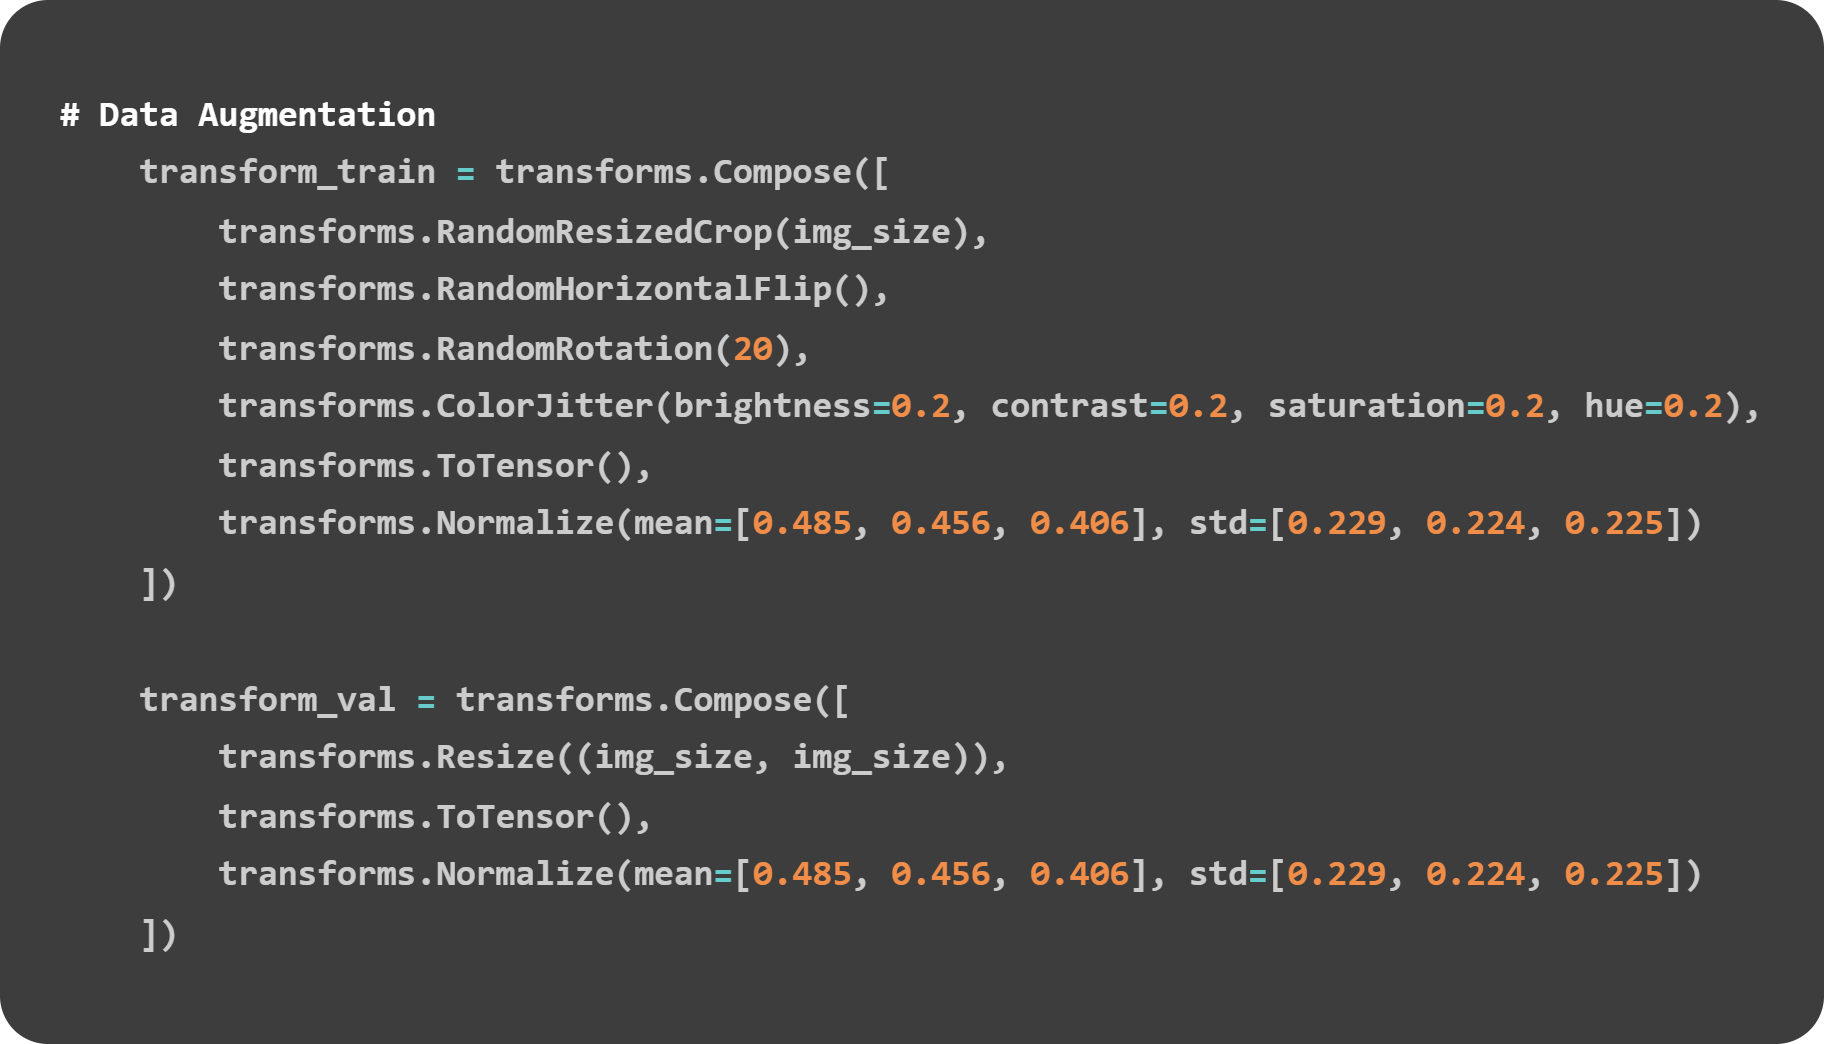 # Data Augmentation
transform_train = transforms.Compose([
transforms.RandomResizedCrop(img_size),
transforms.RandomHorizontalFlip(),
transforms.RandomRotation(20),
transforms.ColorJitter(brightness=0.2, contrast=0.2, saturation=0.2, hue=0.2),
transforms.ToTensor(),
transforms.Normalize(mean=[0.485, 0.456, 0.406], std=[0.229, 0.224, 0.225])
])
transform_val = transforms.Compose([
transforms.Resize((img_size, img_size)),
transforms.ToTensor(),
transforms.Normalize(mean=[0.485, 0.456, 0.406], std=[0.229, 0.224, 0.225])
])